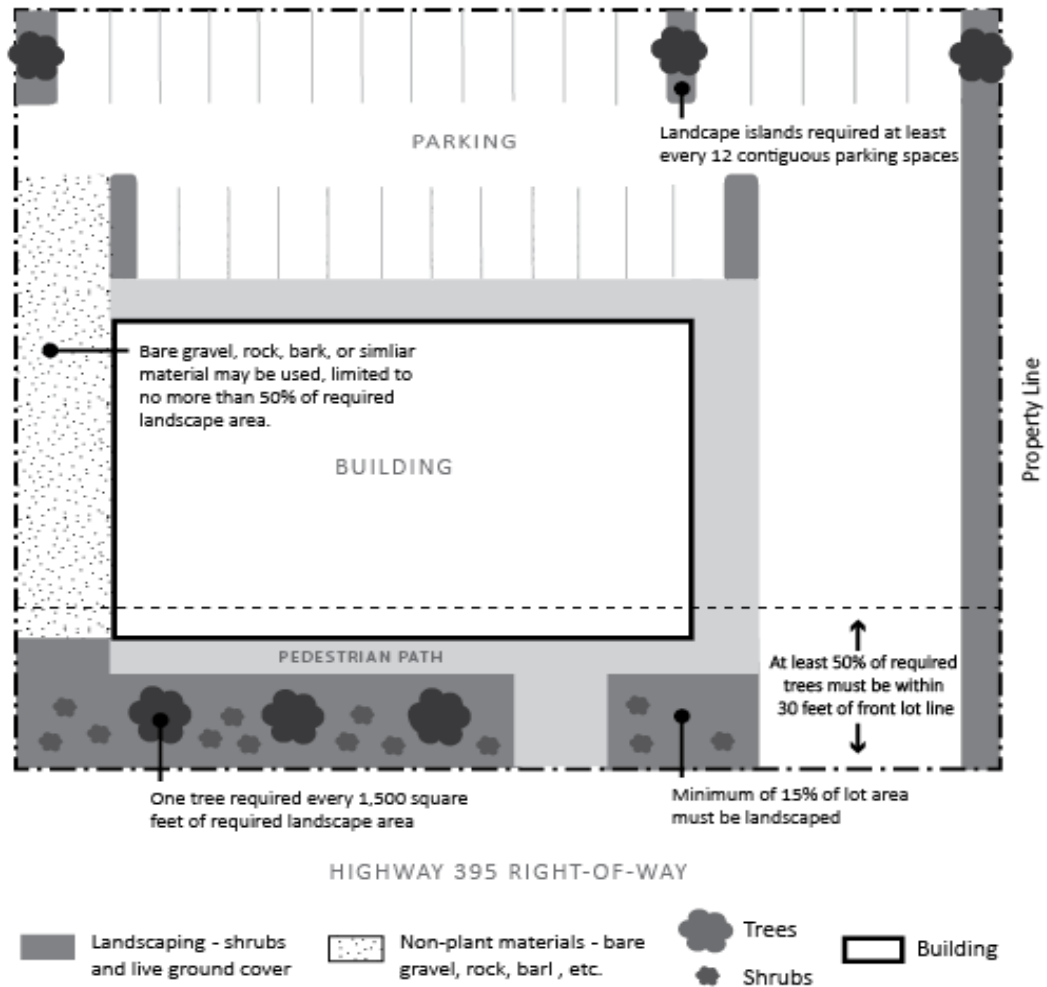 PARKING
Landcape islands required at least
every 12 contiguous parking spaces
Bare gravel, rock, bark, or simliar
material may be used, limited to
no more than 50% of required
landscape area.
BUILDING
Property Line
PEDESTRIAN PATH
At least 50% of required
trees must be within
30 feet of front lot line
One tree required every 1,500 square
feet of required landscape area
Minimum of 15% of lot area
must be landscaped
HIGHWAY 395 RIGHT-OF-WAY
Landscaping - shrubs
and live ground cover
Non-plant materials - bare
gravel, rock, barl , etc.
Trees
Shrubs
Building